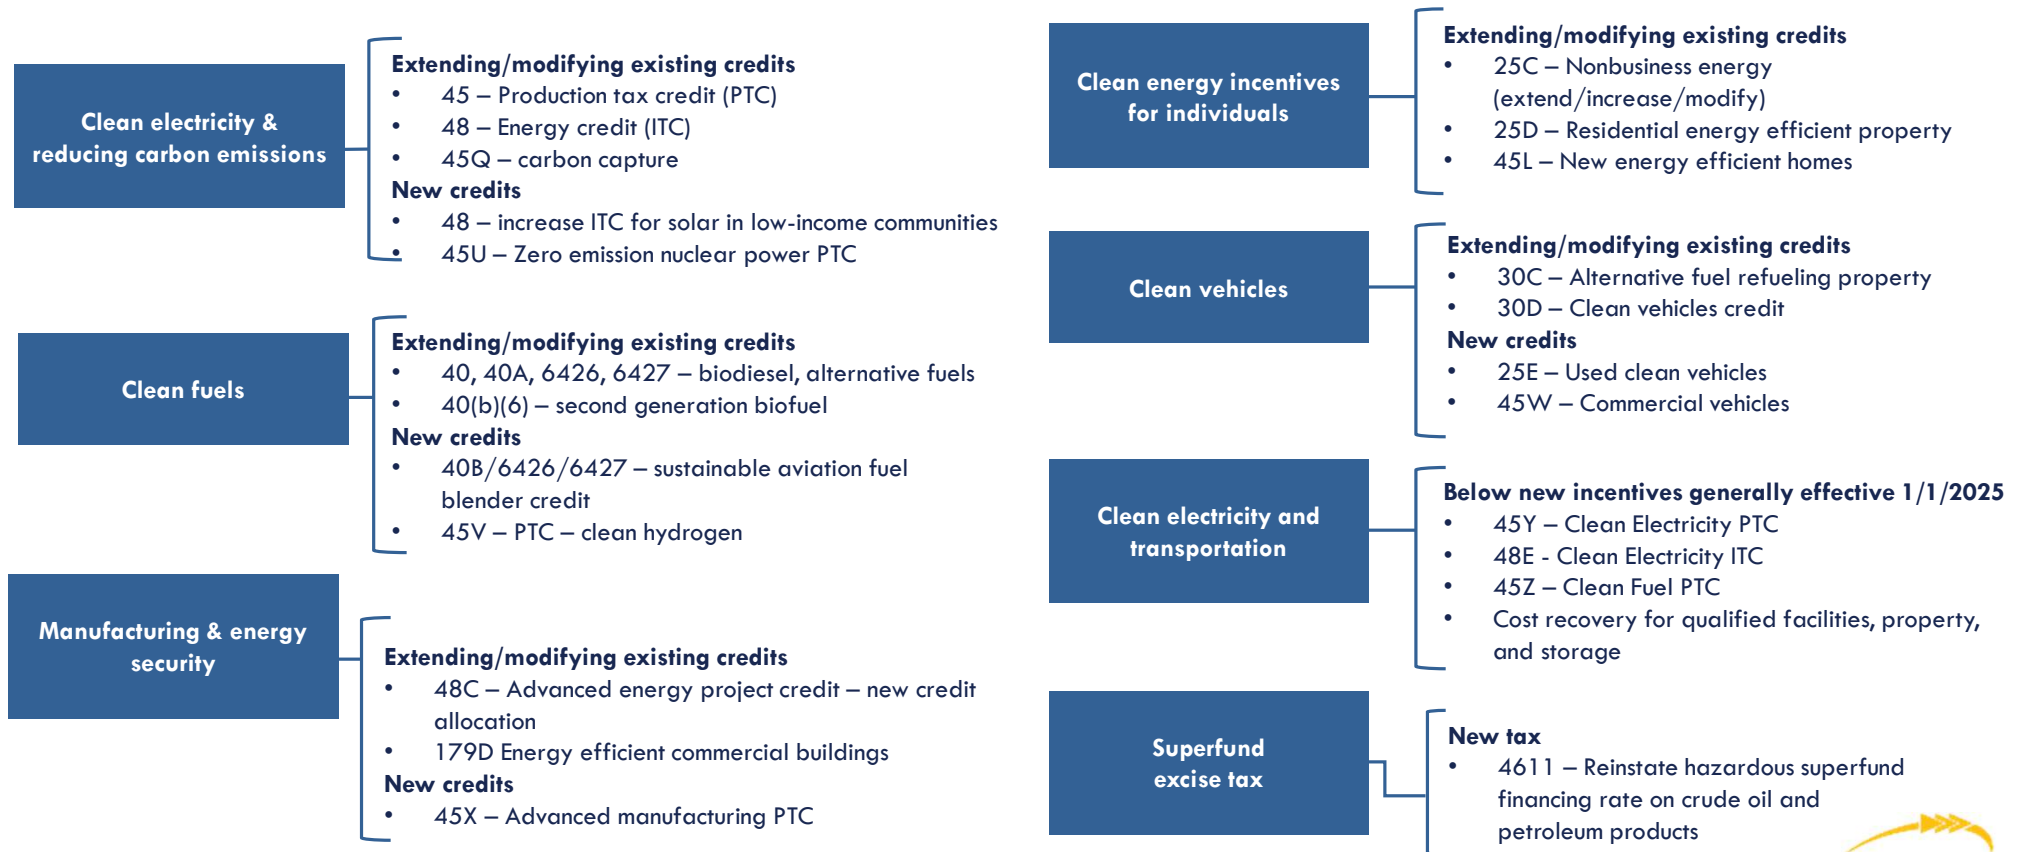 Clean electricity &
reducing carbon emissions
Extending/modifying existing credits
• 45 – Production tax credit (PTC)
• 48 – Energy credit (ITC)
• 45Q – carbon capture
New credits
• 48 – increase ITC for solar in low-income communities
• 45U – Zero emission nuclear power PTC
Clean fuels
Extending/modifying existing credits
• 40, 40A, 6426, 6427 – biodiesel, alternative fuels
• 40(b)(6) – second generation biofuel
New credits
• 40B/6426/6427 – sustainable aviation fuel
blender credit
• 45V – PTC – clean hydrogen
Manufacturing & energy
security
Extending/modifying existing credits
• 48C – Advanced energy project credit – new credit
allocation
• 179D Energy efficient commercial buildings
New credits
• 45X – Advanced manufacturing PTC
Clean energy incentives
for individuals
Extending/modifying existing credits
• 25C – Nonbusiness energy
(extend/increase/modify)
• 25D – Residential energy efficient property
• 45L – New energy efficient homes
Clean vehicles
Extending/modifying existing credits
• 30C – Alternative fuel refueling property
• 30D – Clean vehicles credit
New credits
• 25E – Used clean vehicles
• 45W – Commercial vehicles
Clean electricity and
transportation
Below new incentives generally effective 1/1/2025
• 45Y – Clean Electricity PTC
• 48E - Clean Electricity ITC
• 45Z – Clean Fuel PTC
• Cost recovery for qualified facilities, property,
and storage
Superfund
excise tax
New tax
• 4611 – Reinstate hazardous superfund
financing rate on crude oil and
petroleum products